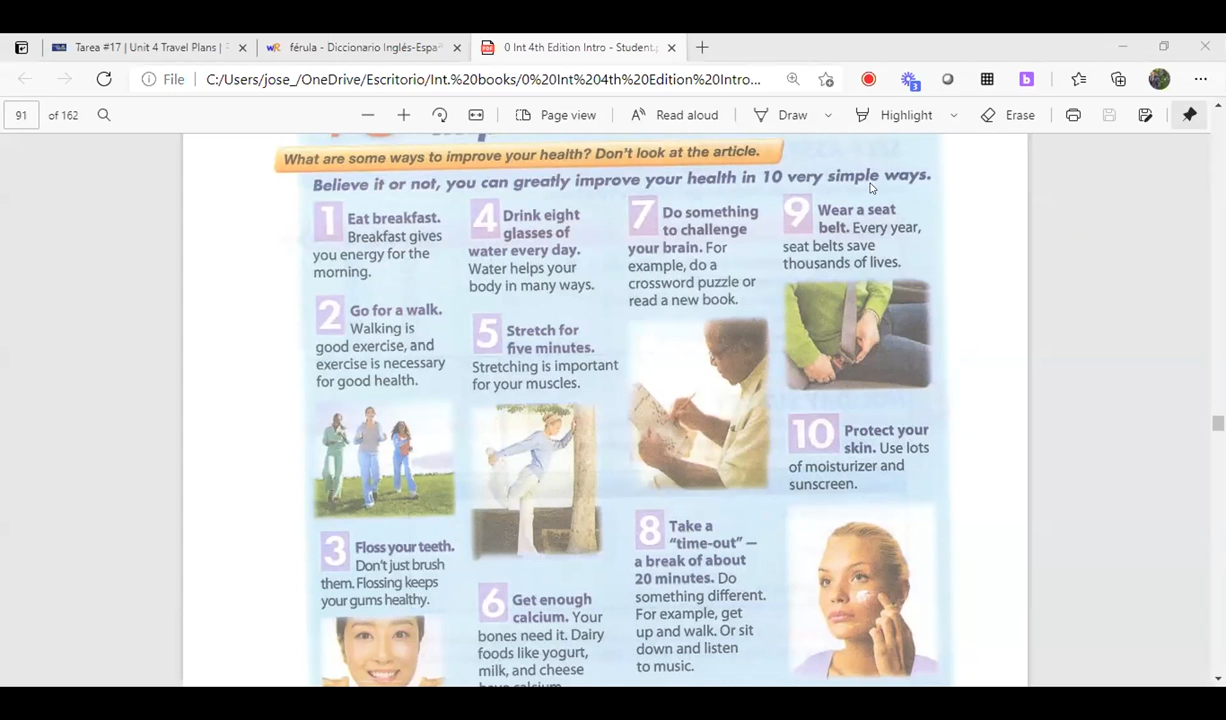 Tarea #17 | Unit 4 Travel Plans |
wR férula - Diccionario Inglés-Espa
PDF 0 Int 4th Edition Intro - Student.p
File C:/Users/jose_/OneDrive/Escritorio/Int.%20books/0%20Int%204th%20Edition%20Intro...
3
b
91 of 162
Page view
Read aloud
Draw
Highlight
Erase
What are some ways to improve your health? Don't look at the article.
Believe it or not, you can greatly improve your health in 10 very simple ways.
1 Eat breakfast.
Breakfast gives
you energy for the
morning.
2 Go for a walk.
Walking is
good exercise, and
exercise is necessary
for good health.
3 Floss your teeth.
Don't just brush
them. Flossing keeps
your gums healthy.
4 Drink eight
glasses of
water every day.
Water helps your
body in many ways.
5 Stretch for
five minutes.
Stretching is important
for your muscles.
6 Get enough
calcium. Your
bones need it. Dairy
foods like yogurt,
milk, and cheese
have calcium.
7 Do something
to challenge
your brain. For
example, do a
crossword puzzle or
read a new book.
8 Take a
"time-out" —
a break of about
20 minutes. Do
something different.
For example, get
up and walk. Or sit
down and listen
to music.
9 Wear a seat
belt. Every year,
seat belts save
thousands of lives.
10 Protect your
skin. Use lots
of moisturizer and
sunscreen.